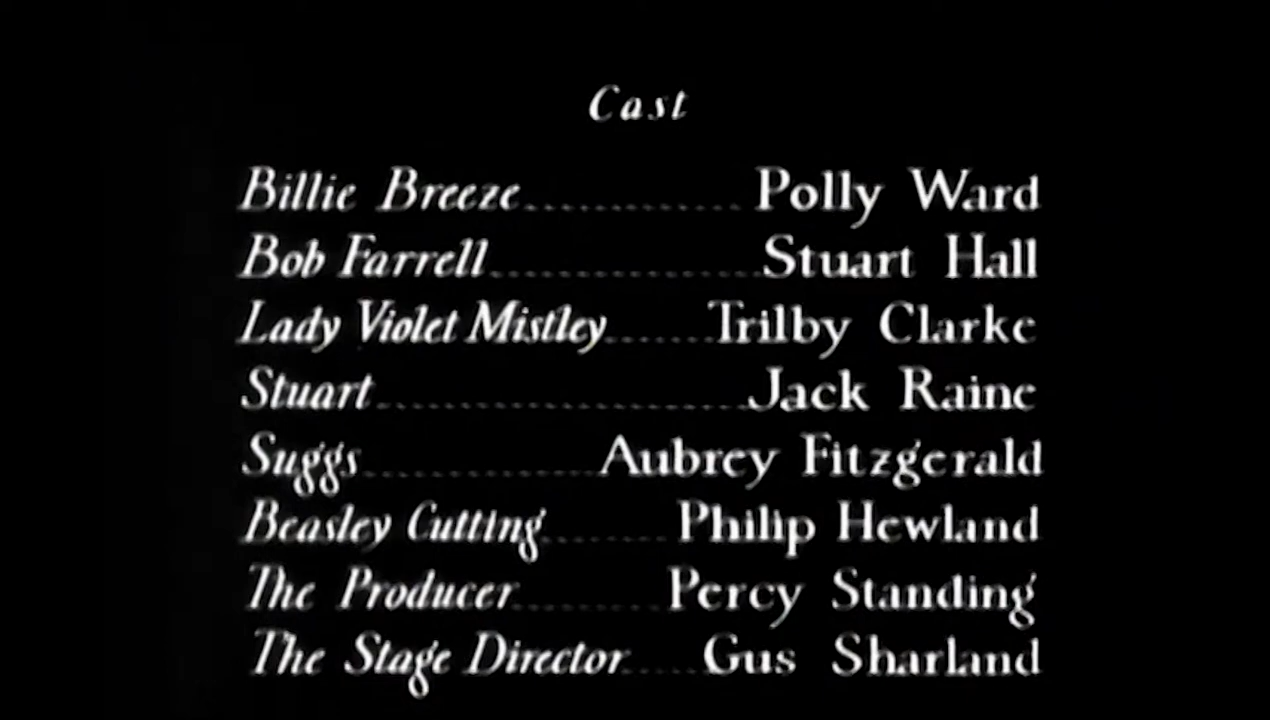 Cast
Billie Breeze............. Polly Ward
Bob Farrell................Stuart Hall
Lady Violet Mistley.......Trilby Clarke
Stuart......................Jack Raine
Suggs..............Aubrey Fitzgerald
Beasley Cutting.......Philip Hewland
The Producer.........Percy Standing
The Stage Director.....Gus Sharland